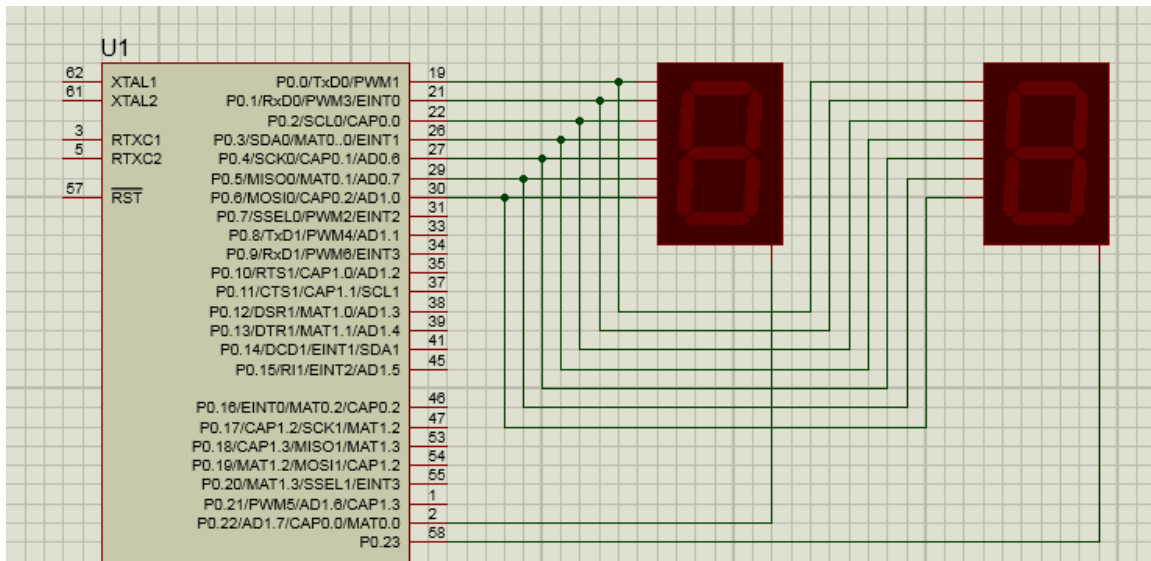 U1
62 XTAL1 P0.0/TxD0/PWM1 19
61 XTAL2 P0.1/RxD0/PWM3/EINT0 21
P0.2/SCL0/CAP0.0 22
3 RTXC1 P0.3/SDA0/MAT0..0/EINT1 26
5 RTXC2 P0.4/SCK0/CAP0.1/AD0.6 27
P0.5/MISO0/MAT0.1/AD0.7 29
57 RST P0.6/MOSI0/CAP0.2/AD1.0 30
P0.7/SSEL0/PWM2/EINT2 31
P0.8/TxD1/PWM4/AD1.1 33
P0.9/RxD1/PWM6/EINT3 34
P0.10/RTS1/CAP1.0/AD1.2 35
P0.11/CTS1/CAP1.1/SCL1 37
P0.12/DSR1/MAT1.0/AD1.3 38
P0.13/DTR1/MAT1.1/AD1.4 39
P0.14/DCD1/EINT1/SDA1 41
P0.15/RI1/EINT2/AD1.5 45
P0.16/EINT0/MAT0.2/CAP0.2 46
P0.17/CAP1.2/SCK1/MAT1.2 47
P0.18/CAP1.3/MISO1/MAT1.3 53
P0.19/MAT1.2/MOSI1/CAP1.2 54
P0.20/MAT1.3/SSEL1/EINT3 55
P0.21/PWM5/AD1.6/CAP1.3 1
P0.22/AD1.7/CAP0.0/MAT0.0 2
P0.23 58